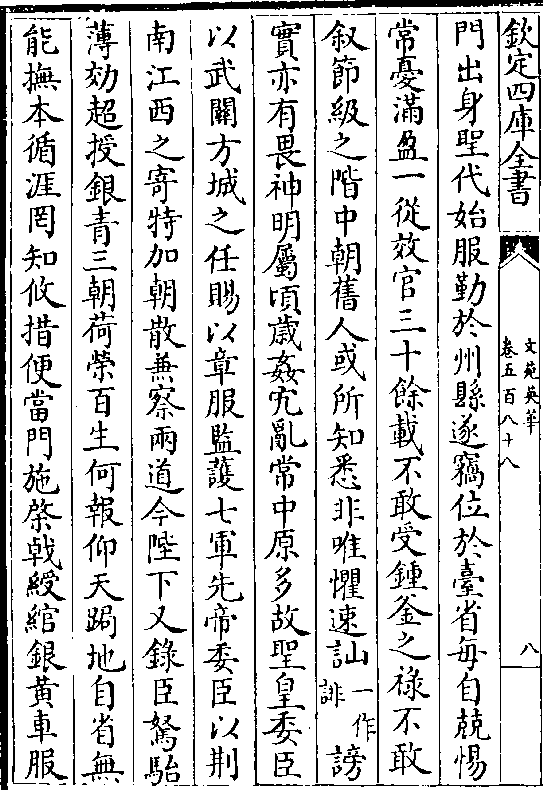 欽定四庫全書
文苑英華
卷五百八十八
八
門出身聖代始服勤於州縣遂竊位於臺省每自兢惕
常憂滿盈一從效官三十餘載不敢受鍾釜之祿不敢
叙節級之階中朝舊人或所知悉非唯懼速訕一作誹謗
實亦有畏神明屬頃歳姦宄亂常中原多故聖皇委臣
以武關方城之任賜以章服監護七軍先帝委臣以荆
南江西之寄特加朝散兼察兩道今陛下又錄臣駑駘
薄効超授銀青三朝荷榮百生何報仰天跼地自省無
能撫本循涯罔知攸措便當門施棨戟綬綰銀黄車服